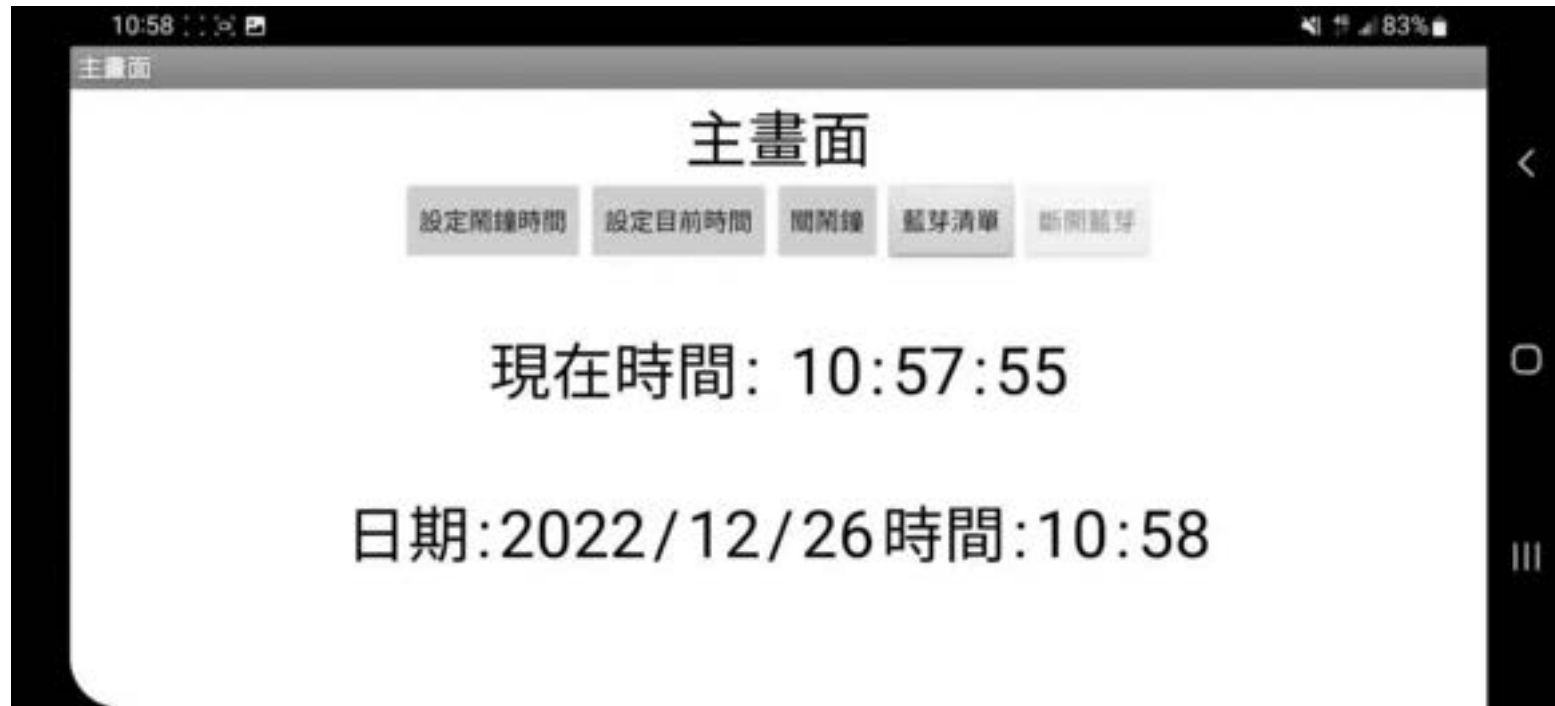 10:58 83%
主畫面
主畫面
設定鬧鐘時間 設定目前時間 關鬧鐘 藍芽清單 斷開藍芽
現在時間: 10:57:55
日期:2022/12/26時間:10:58